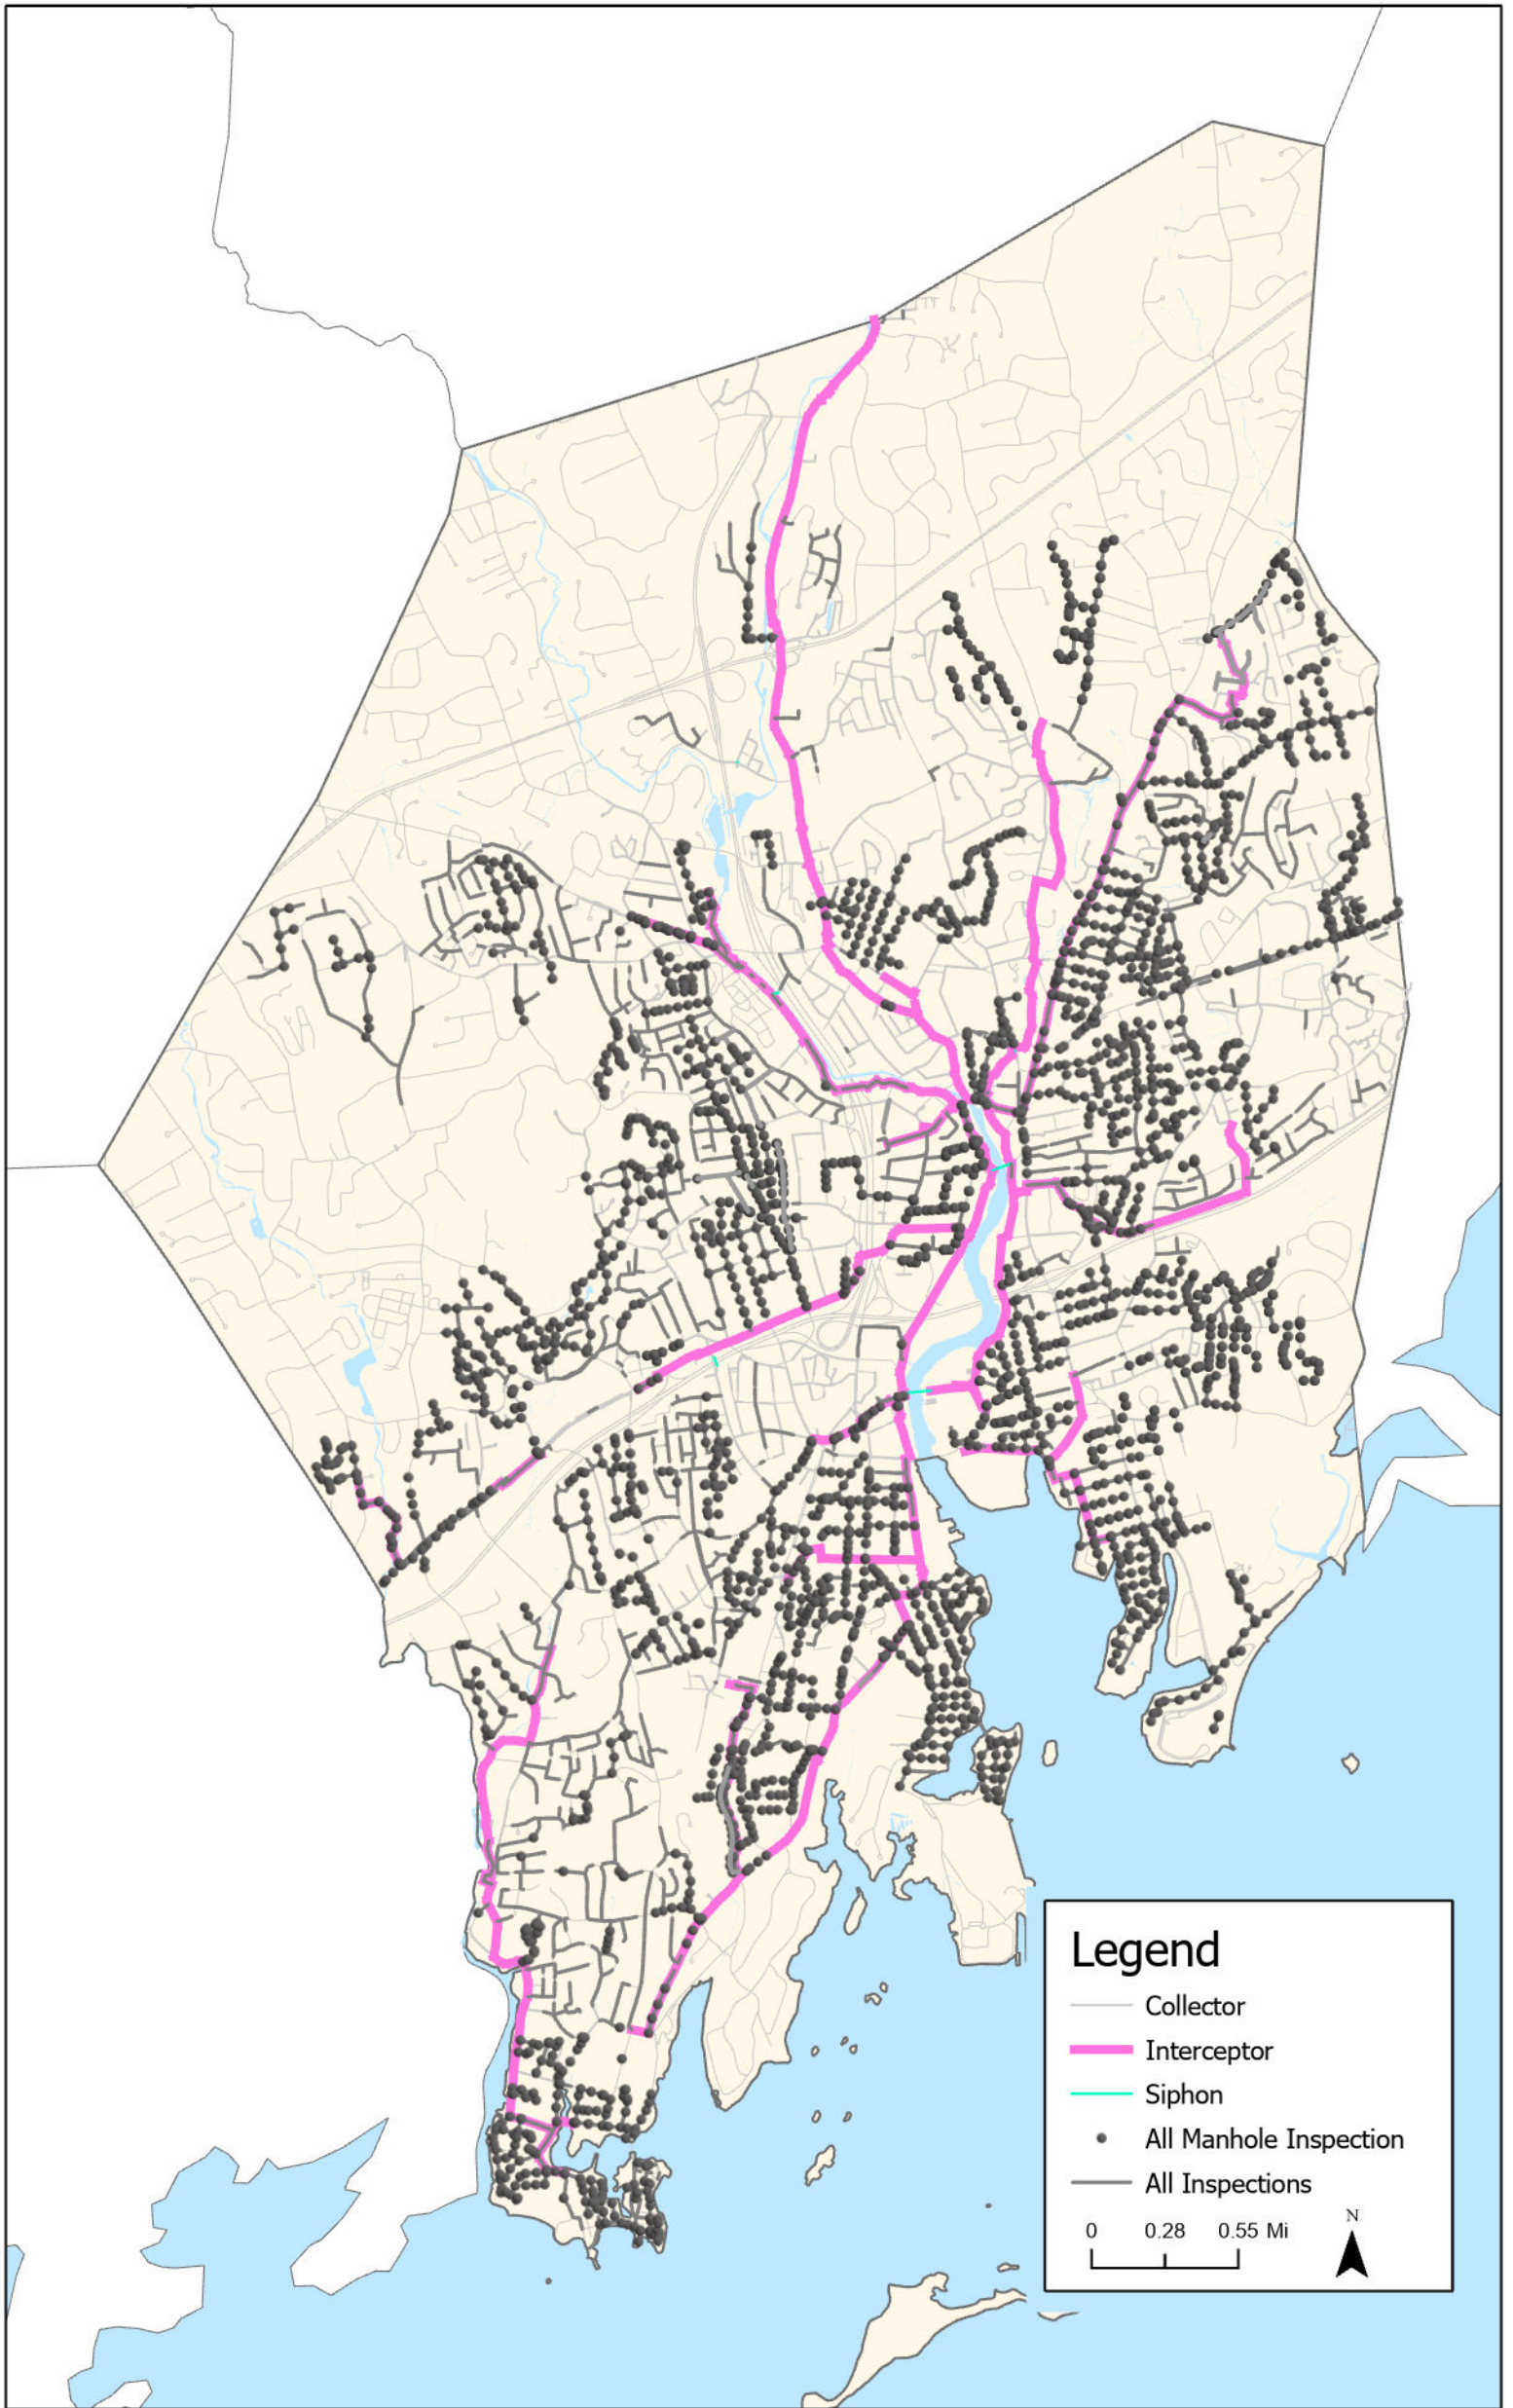 Legend
Collector
Interceptor
Siphon
All Manhole Inspection
All Inspections
0 0.28 0.55 Mi
N